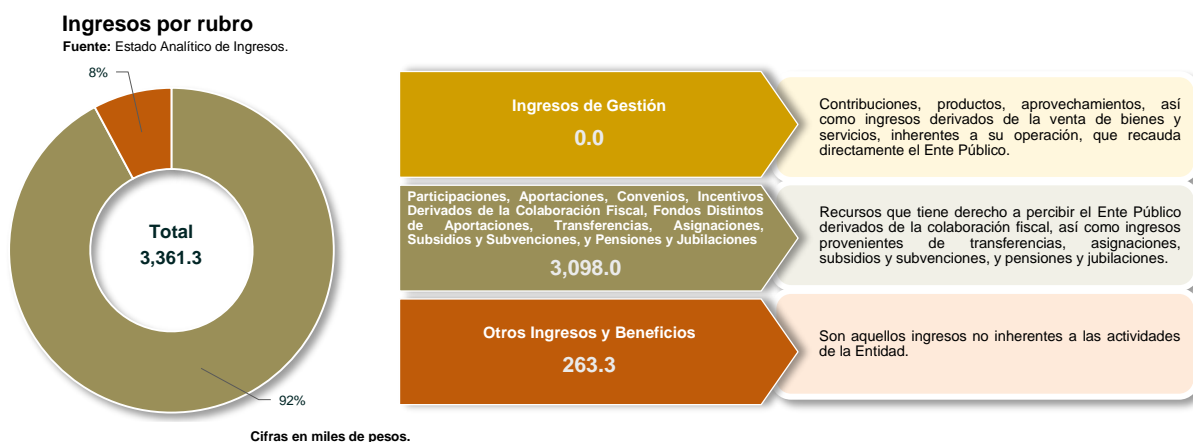 Ingresos por rubro
Fuente: Estado Analítico de Ingresos.
8%
Total
3,361.3
92%
Ingresos de Gestión
0.0
Contribuciones, productos, aprovechamientos, así
como ingresos derivados de la venta de bienes y
servicios, inherentes a su operación, que recauda
directamente el Ente Público.
Participaciones, Aportaciones, Convenios, Incentivos
Derivados de la Colaboración Fiscal, Fondos Distintos
de Aportaciones, Transferencias, Asignaciones,
Subsidios y Subvenciones, y Pensiones y Jubilaciones
3,098.0
Recursos que tiene derecho a percibir el Ente Público
derivados de la colaboración fiscal, así como ingresos
provenientes de transferencias, asignaciones,
subsidios y subvenciones, y pensiones y jubilaciones.
Otros Ingresos y Beneficios
263.3
Son aquellos ingresos no inherentes a las actividades
de la Entidad.
Cifras en miles de pesos.